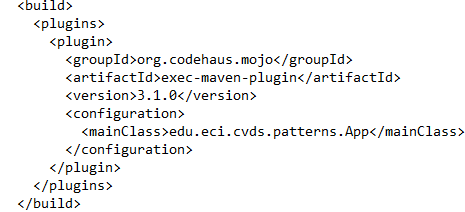 <build>
<plugins>
<plugin>
<groupId>org.codehaus.mojo</groupId>
<artifactId>exec-maven-plugin</artifactId>
<version>3.1.0</version>
<configuration>
<mainClass>edu.eci.cvds.patterns.App</mainClass>
</configuration>
</plugin>
</plugins>
</build>